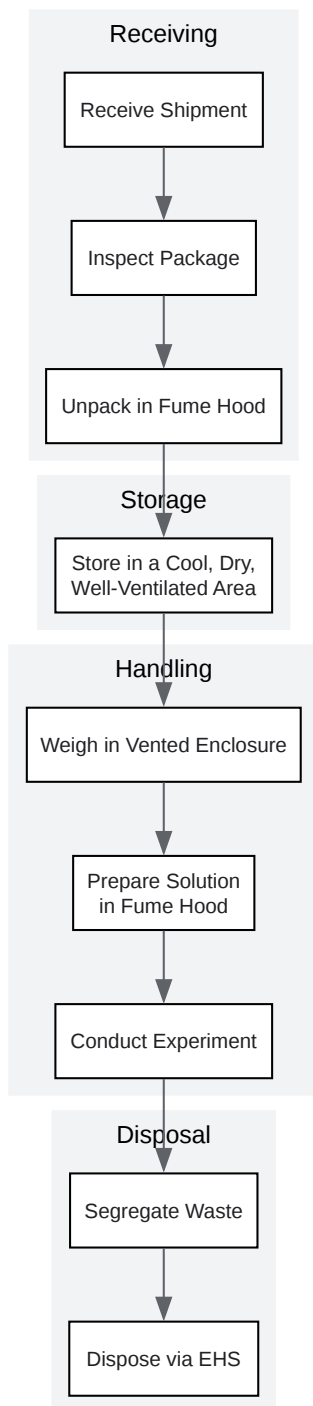 Receiving
Receive Shipment
Inspect Package
Unpack in Fume Hood
Storage
Store in a Cool, Dry,
Well-Ventilated Area
Handling
Weigh in Vented Enclosure
Prepare Solution
in Fume Hood
Conduct Experiment
Disposal
Segregate Waste
Dispose via EHS